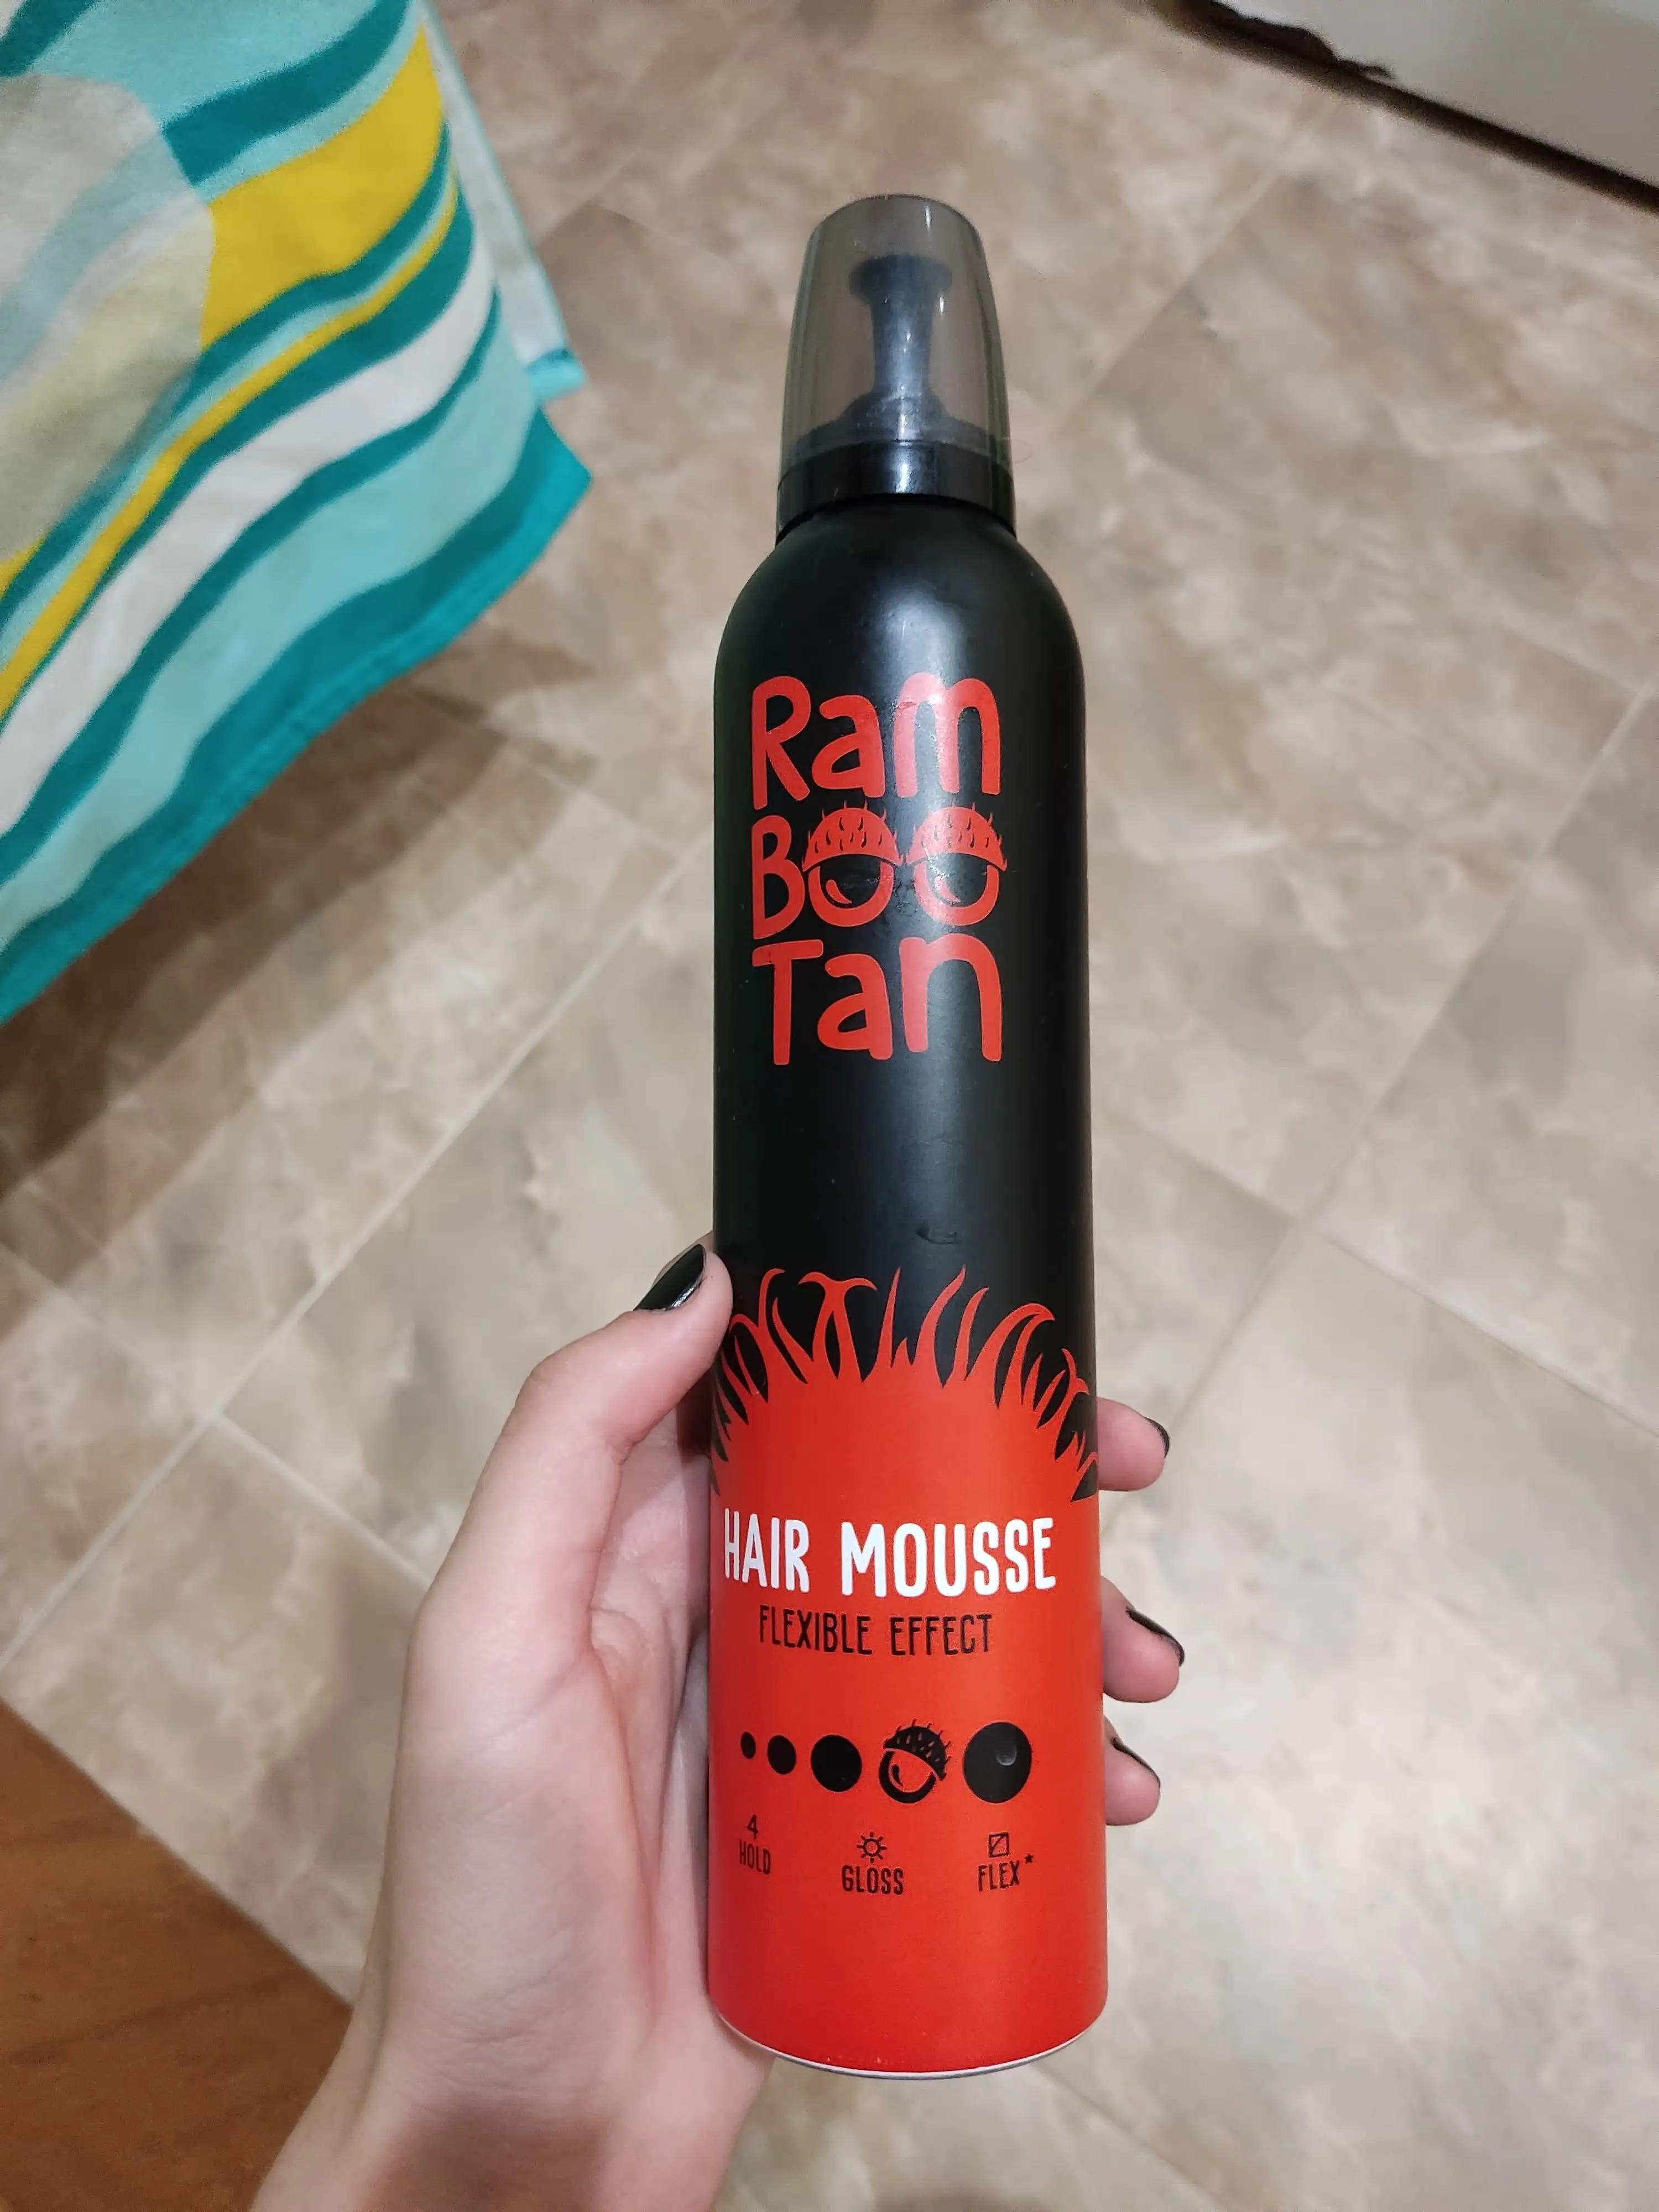 Ram
Boo
Tan
HAIR MOUSSE
FLEXIBLE EFFECT
4
HOLD
GLOSS
FLEX*